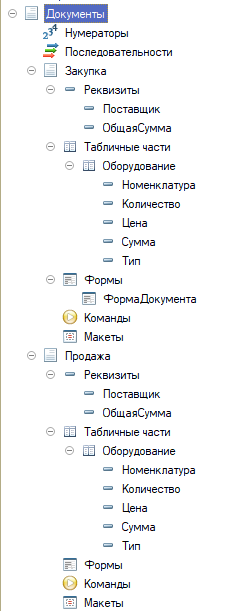 Документы
Нумераторы
Последовательности
Закупка
Реквизиты
Поставщик
ОбщаяСумма
Табличные части
Оборудование
Номенклатура
Количество
Цена
Сумма
Тип
Формы
ФормаДокумента
Команды
Макеты
Продажа
Реквизиты
Поставщик
ОбщаяСумма
Табличные части
Оборудование
Номенклатура
Количество
Цена
Сумма
Тип
Формы
Команды
Макеты